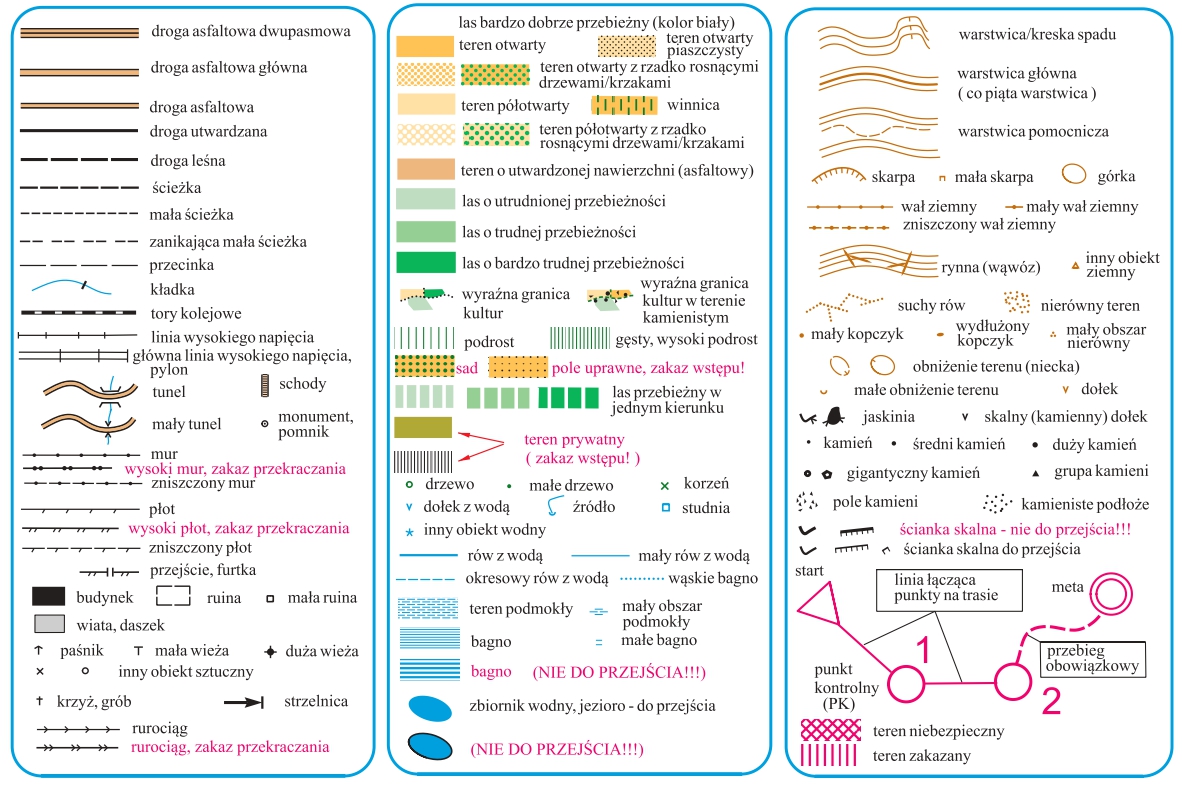 droga asfaltowa dwupasmowa
droga asfaltowa główna
droga asfaltowa
droga utwardzana
droga leśna
ścieżka
mała ścieżka
zanikająca mała ścieżka
przecinka
kładka
tory kolejowe
linia wysokiego napięcia
główna linia wysokiego napięcia,
pylon
tunel
schody
mały tunel
monument,
pomnik
mur
wysoki mur, zakaz przekraczania
zniszczony mur
płot
wysoki płot, zakaz przekraczania
zniszczony płot
przejście, furtka
budynek
ruina
mała ruina
wiata, daszek
paśnik
mała wieża
duża wieża
inny obiekt sztuczny
krzyż, grób
strzelnica
rurociąg
rurociąg, zakaz przekraczania
las bardzo dobrze przebieżny (kolor biały)
teren otwarty
teren otwarty
piaszczysty
teren otwarty z rzadko rosnącymi
drzewami/krzakami
teren półotwarty
winnica
teren półotwarty z rzadko
rosnącymi drzewami/krzakami
teren o utwardzonej nawierzchni (asfaltowy)
las o utrudnionej przebieżności
las o trudnej przebieżności
las o bardzo trudnej przebieżności
wyraźna granica
kultur
wyraźna granica
kultur w terenie
kamienistym
podrost
gęsty, wysoki podrost
sad
pole uprawne, zakaz wstępu!
las przebieżny w
jednym kierunku
teren prywatny
( zakaz wstępu! )
drzewo
małe drzewo
korzeń
dołek z wodą
źródło
studnia
inny obiekt wodny
rów z wodą
mały rów z wodą
okresowy rów z wodą
wąskie bagno
teren podmokły
mały obszar
podmokły
bagno
małe bagno
bagno
(NIE DO PRZEJŚCIA!!!)
zbiornik wodny, jezioro - do przejścia
(NIE DO PRZEJŚCIA!!!)
warstwica/kreska spadu
warstwica główna
( co piąta warstwica )
warstwica pomocnicza
skarpa
mała skarpa
górka
wał ziemny
mały wał ziemny
zniszczony wał ziemny
rynna (wąwóz)
inny obiekt
ziemny
suchy rów
nierówny teren
mały kopczyk
wydłużony
kopczyk
mały obszar
nierówny
obniżenie terenu (niecka)
małe obniżenie terenu
dołek
jaskinia
skalny (kamienny) dołek
kamień
średni kamień
duży kamień
gigantyczny kamień
grupa kamieni
pole kamieni
kamieniste podłoże
ścianka skalna - nie do przejścia!!!
ścianka skalna do przejścia
start
linia łącząca
punkty na trasie
meta
1
przebieg
obowiązkowy
punkt
kontrolny
(PK)
2
teren niebezpieczny
teren zakazany